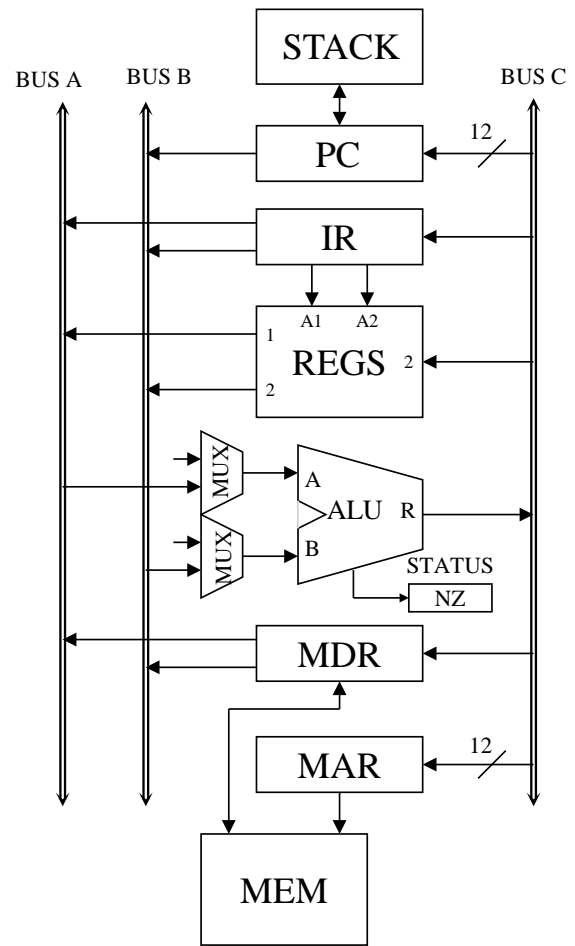 STACK
BUS A
BUS B
BUS C
12
PC
IR
A1 A2
1
REGS
2
2
MUX
A
ALU
R
MUX
B
STATUS
NZ
MDR
12
MAR
MEM